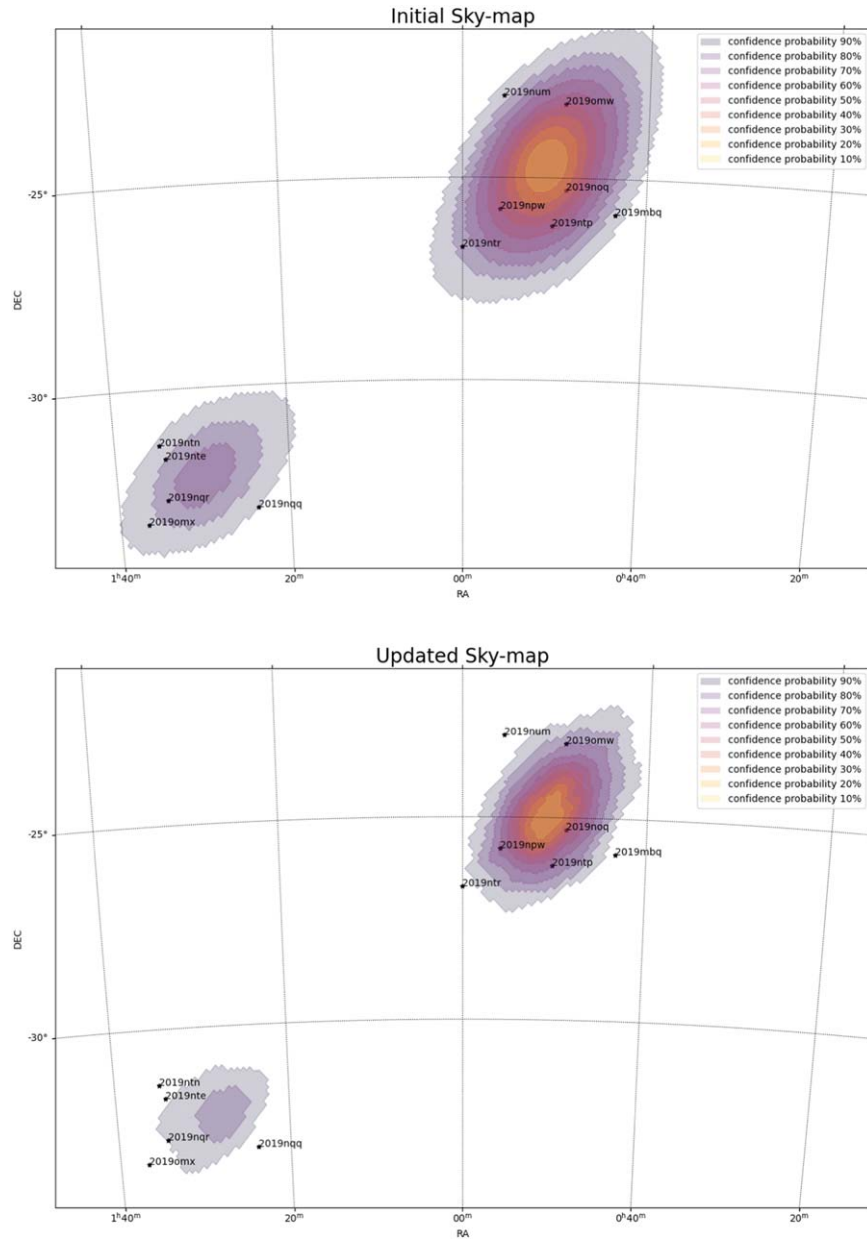 Initial Sky-map
confidence probability 90%
confidence probability 80%
confidence probability 70%
confidence probability 60%
confidence probability 50%
confidence probability 40%
confidence probability 30%
confidence probability 20%
confidence probability 10%
2019num
2019omw
-25°
2019noq
2019npw
2019mbq
2019ntp
2019ntr
DEC
-30°
2019ntn
2019nte
2019nqr
2019nqq
2019omx
1ʰ40ᵐ 20ᵐ 00ᵐ 0ʰ40ᵐ 20ᵐ
RA
Updated Sky-map
confidence probability 90%
confidence probability 80%
confidence probability 70%
confidence probability 60%
confidence probability 50%
confidence probability 40%
confidence probability 30%
confidence probability 20%
confidence probability 10%
2019num
2019omw
-25°
2019noq
2019npw
2019mbq
2019ntp
2019ntr
DEC
-30°
2019ntn
2019nte
2019nqr
2019nqq
2019omx
1ʰ40ᵐ 20ᵐ 00ᵐ 0ʰ40ᵐ 20ᵐ
RA